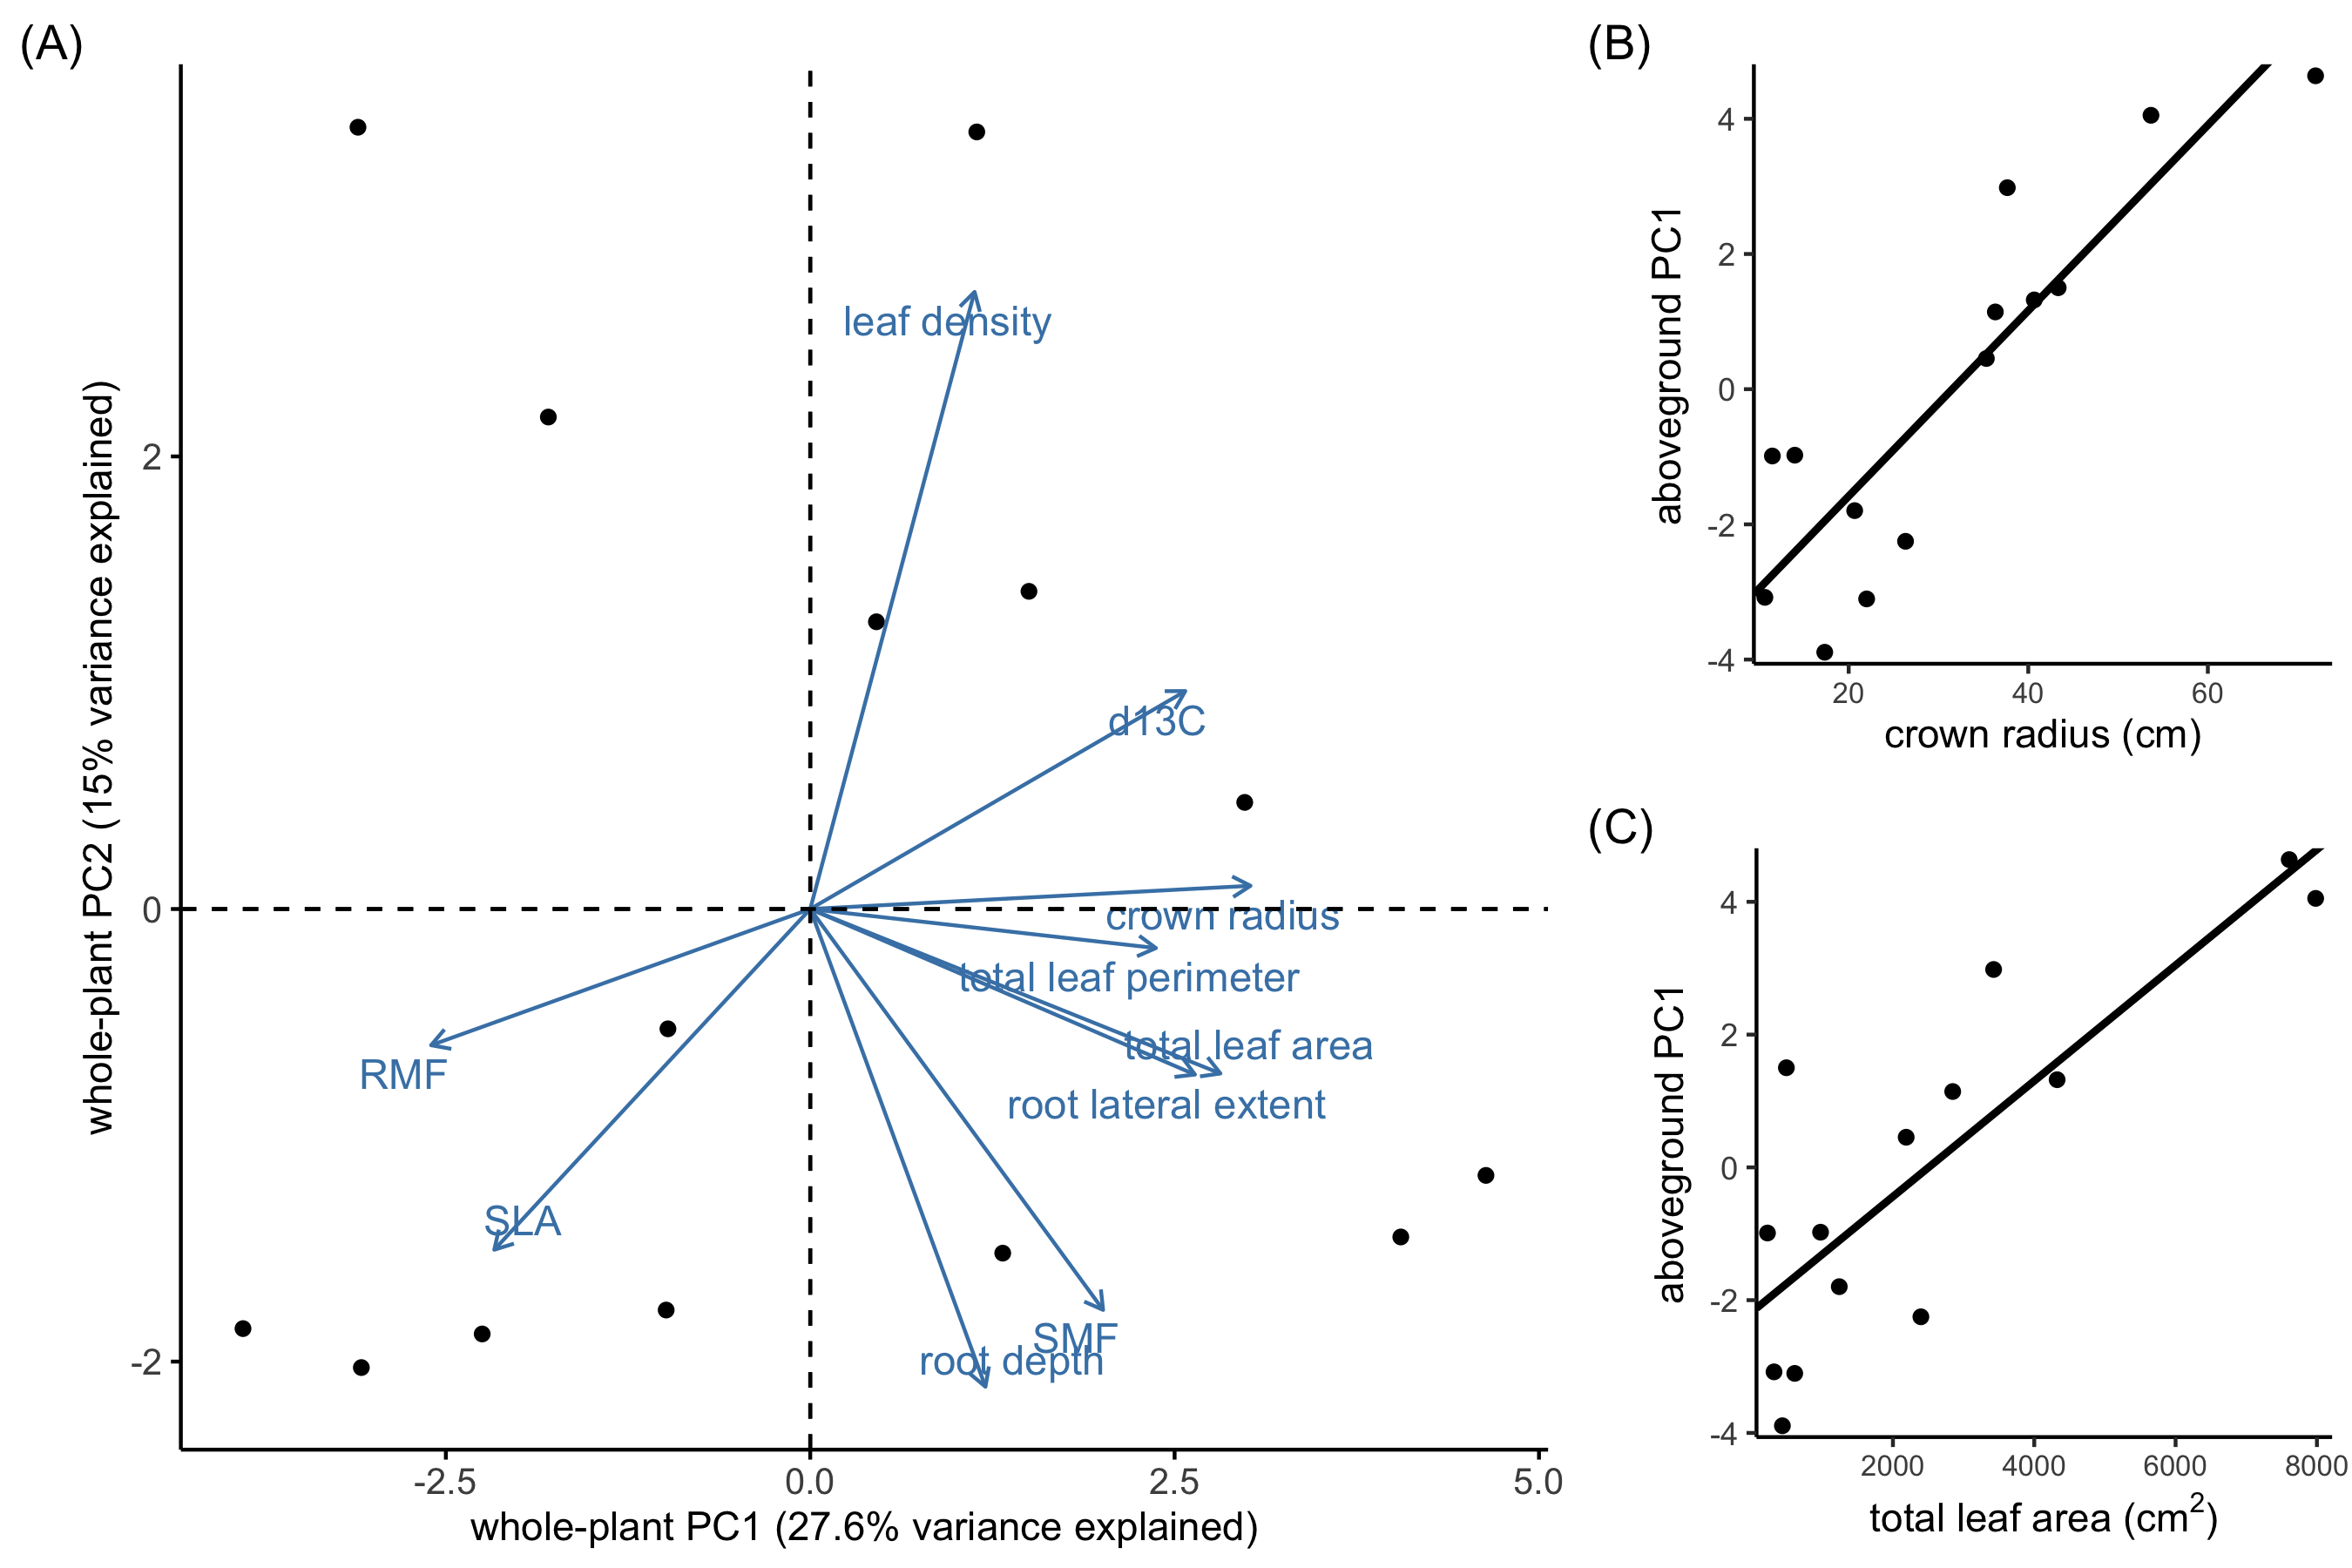 (A)
whole-plant PC2 (15% variance explained)
2
0
-2
leaf density
d13C
crown radius
total leaf perimeter
total leaf area
root lateral extent
RMF
SLA
SMF
root depth
-2.5 0.0 2.5 5.0
whole-plant PC1 (27.6% variance explained)
(B)
aboveground PC1
4
2
0
-2
-4
20 40 60
crown radius (cm)
(C)
aboveground PC1
4
2
0
-2
-4
2000 4000 6000 8000
total leaf area (cm²)